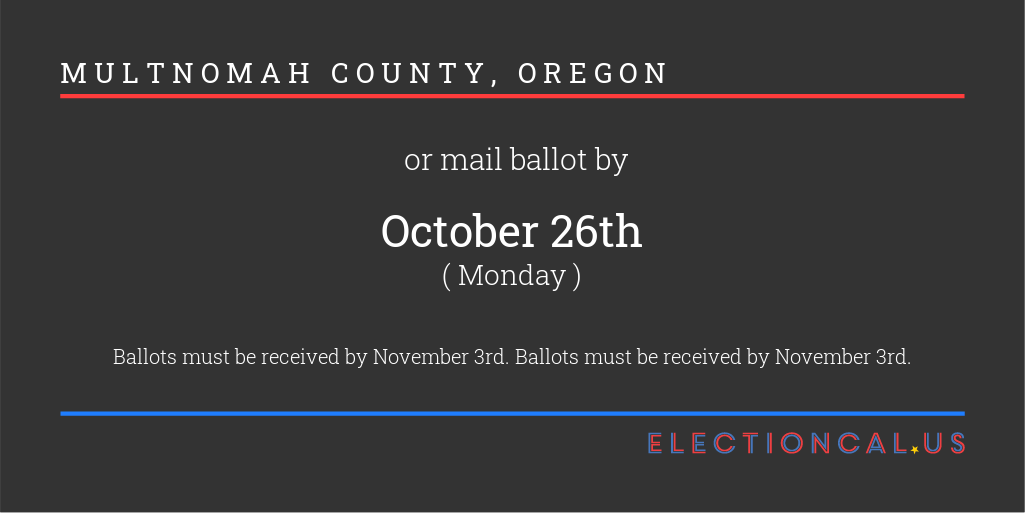 MULTNOMAH COUNTY, OREGON
or mail ballot by
October 26th
( Monday )
Ballots must be received by November 3rd. Ballots must be received by November 3rd.
ELECTIONCAL.US